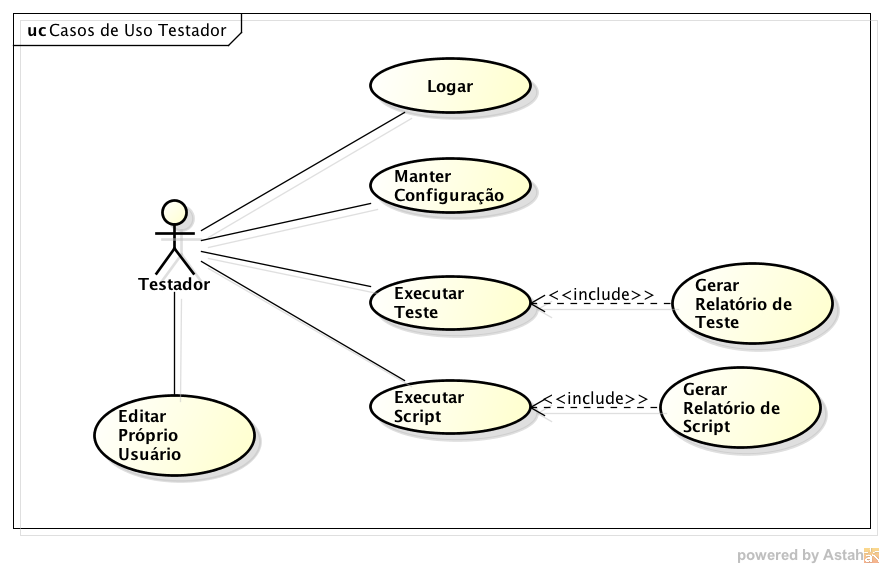 uc Casos de Uso Testador
Logar
Manter
Configuração
Testador
Executar
Teste
<<include>>
Gerar
Relatório de
Teste
Executar
Script
<<include>>
Gerar
Relatório de
Script
Editar
Próprio
Usuário
powered by Astah